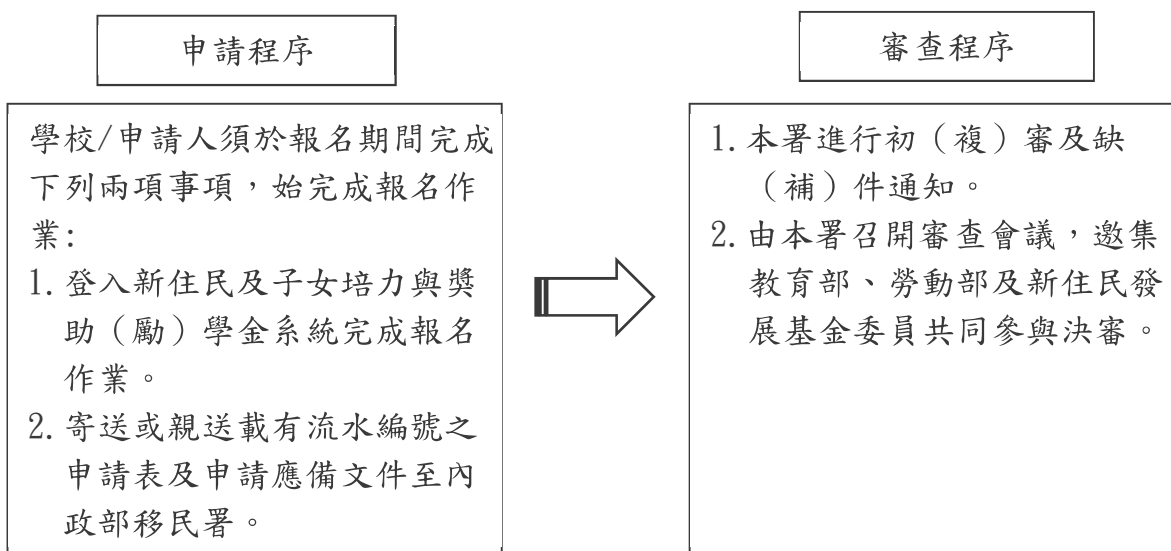 申請程序
學校/申請人須於報名期間完成
下列兩項事項，始完成報名作
業:
1. 登入新住民及子女培力與獎
助（勵）學金系統完成報名
作業。
2. 寄送或親送載有流水編號之
申請表及申請應備文件至內
政部移民署。
審查程序
1. 本署進行初（複）審及缺
（補）件通知。
2. 由本署召開審查會議，邀集
教育部、勞動部及新住民發
展基金委員共同參與決審。